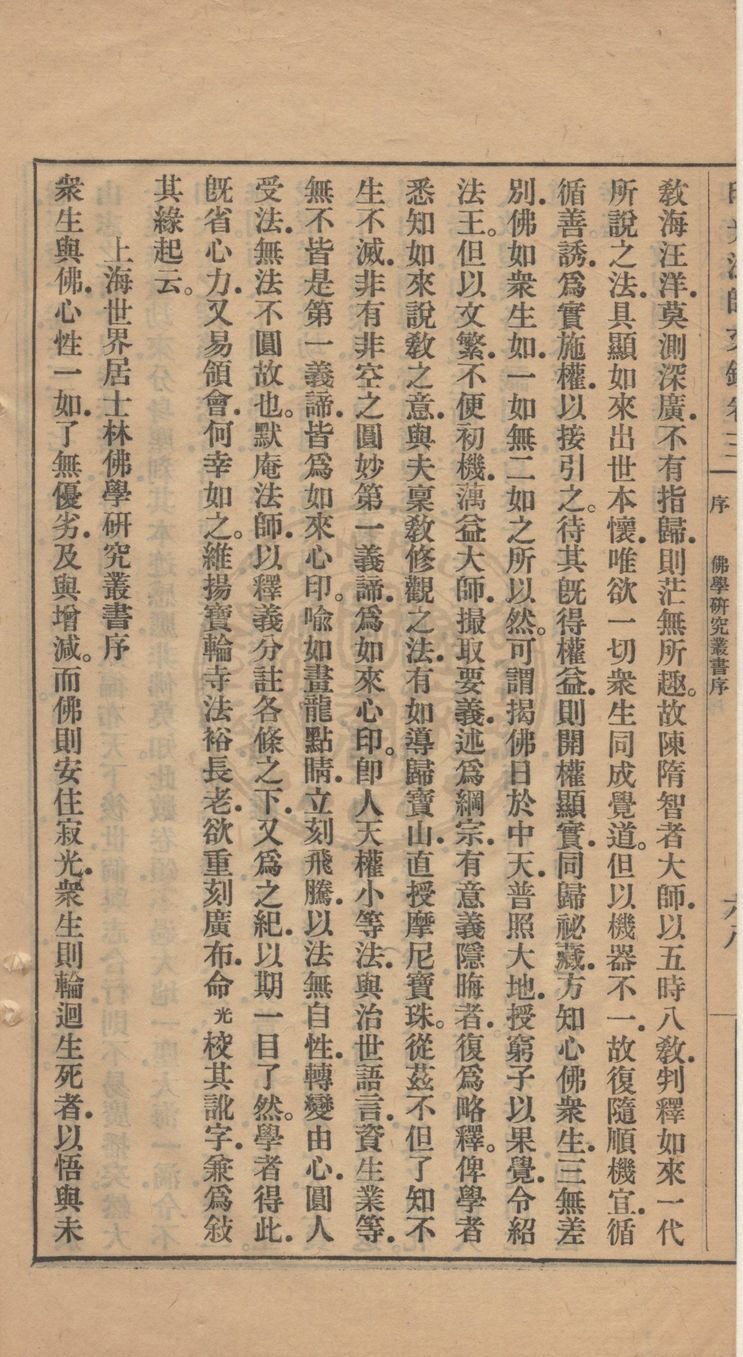 序　佛學硏究叢書序
敎海汪洋．莫測深廣．不有指歸．則茫無所趣。故陳隋智者大師．以五時八敎．判釋如來一代
所說之法．具顯如來出世本懷．唯欲一切衆生同成覺道。但以機器不一．故復隨順機宜．循
循善誘．爲實施權．以接引之。待其旣得權益．則開權顯實．同歸祕藏．方知心佛衆生．三無差
別．佛如衆生如．一如無二如之所以然。可謂揭佛日於中天．普照大地．授窮子以果覺．令紹
法王。但以文繁．不便初機．蕅益大師．撮取要義．述爲綱宗．有意義隱晦者．復爲略釋。俾學者
悉知如來說敎之意．與夫稟敎修觀之法．有如導歸寶山．直授摩尼寶珠。從茲不但了知不
生不滅．非有非空之圓妙第一義諦．爲如來心印。卽人天權小等法．與治世語言．資生業等．
無不皆是第一義諦．皆爲如來心印。喩如畫龍點睛．立刻飛騰．以法無自性．轉變由心．圓人
受法．無法不圓故也。默庵法師．以釋義分註各條之下．又爲之紀．以期一目了然。學者得此．
旣省心力．又易領會．何幸如之。維揚寶輪寺法裕長老．欲重刻廣布．命光校其訛字．兼爲敍
其緣起云。
上海世界居士林佛學硏究叢書序
衆生與佛．心性一如．了無優劣．及與增減。而佛則安住寂光．衆生則輪迴生死者．以悟與未